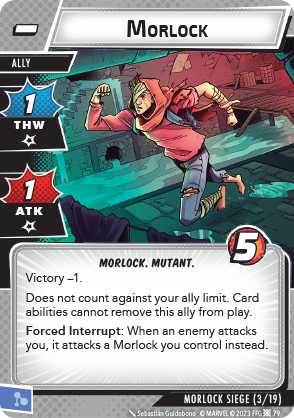 MORLOCK
ALLY
1
THW
1
ATK
5
MORLOCK. MUTANT.
Victory –1.
Does not count against your ally limit. Card
abilities cannot remove this ally from play.
Forced Interrupt: When an enemy attacks
you, it attacks a Morlock you control instead.
MORLOCK SIEGE (3/19)
Sebastián Guidobono © MARVEL © 2023 FFG 79